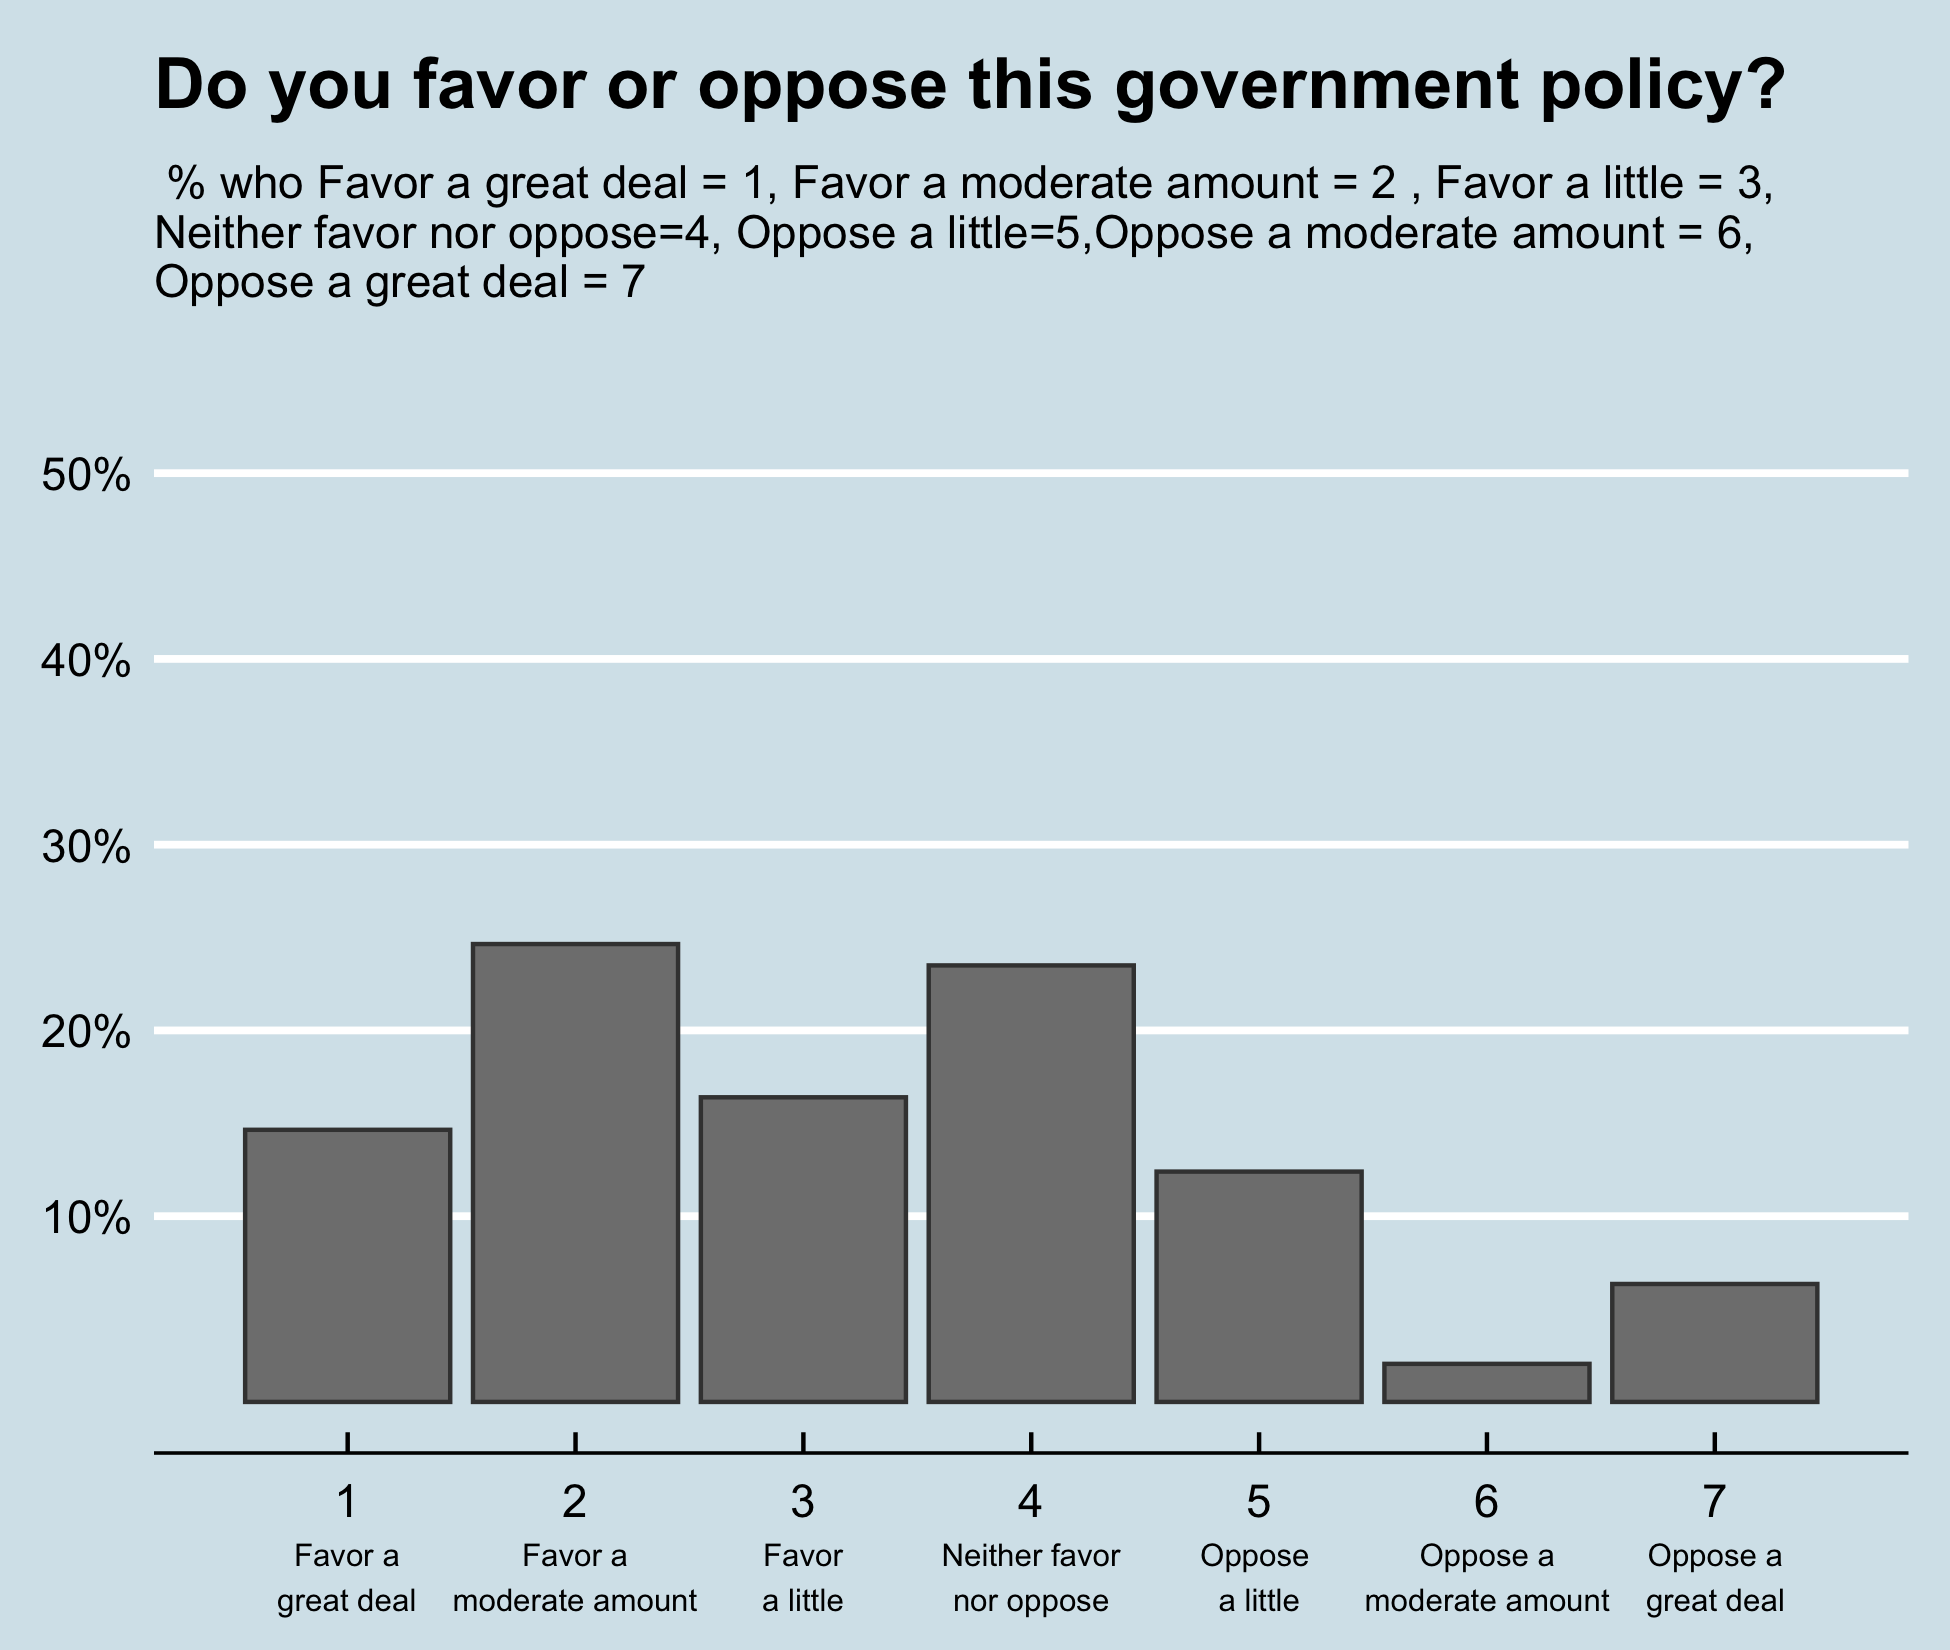 Do you favor or oppose this government policy?
% who Favor a great deal = 1, Favor a moderate amount = 2 , Favor a little = 3,
Neither favor nor oppose=4, Oppose a little=5,Oppose a moderate amount = 6,
Oppose a great deal = 7
50%
40%
30%
20%
10%
1 2 3 4 5 6 7
Favor a Favor a Favor Neither favor Oppose Oppose a Oppose a
great deal moderate amount a little nor oppose a little moderate amount great deal